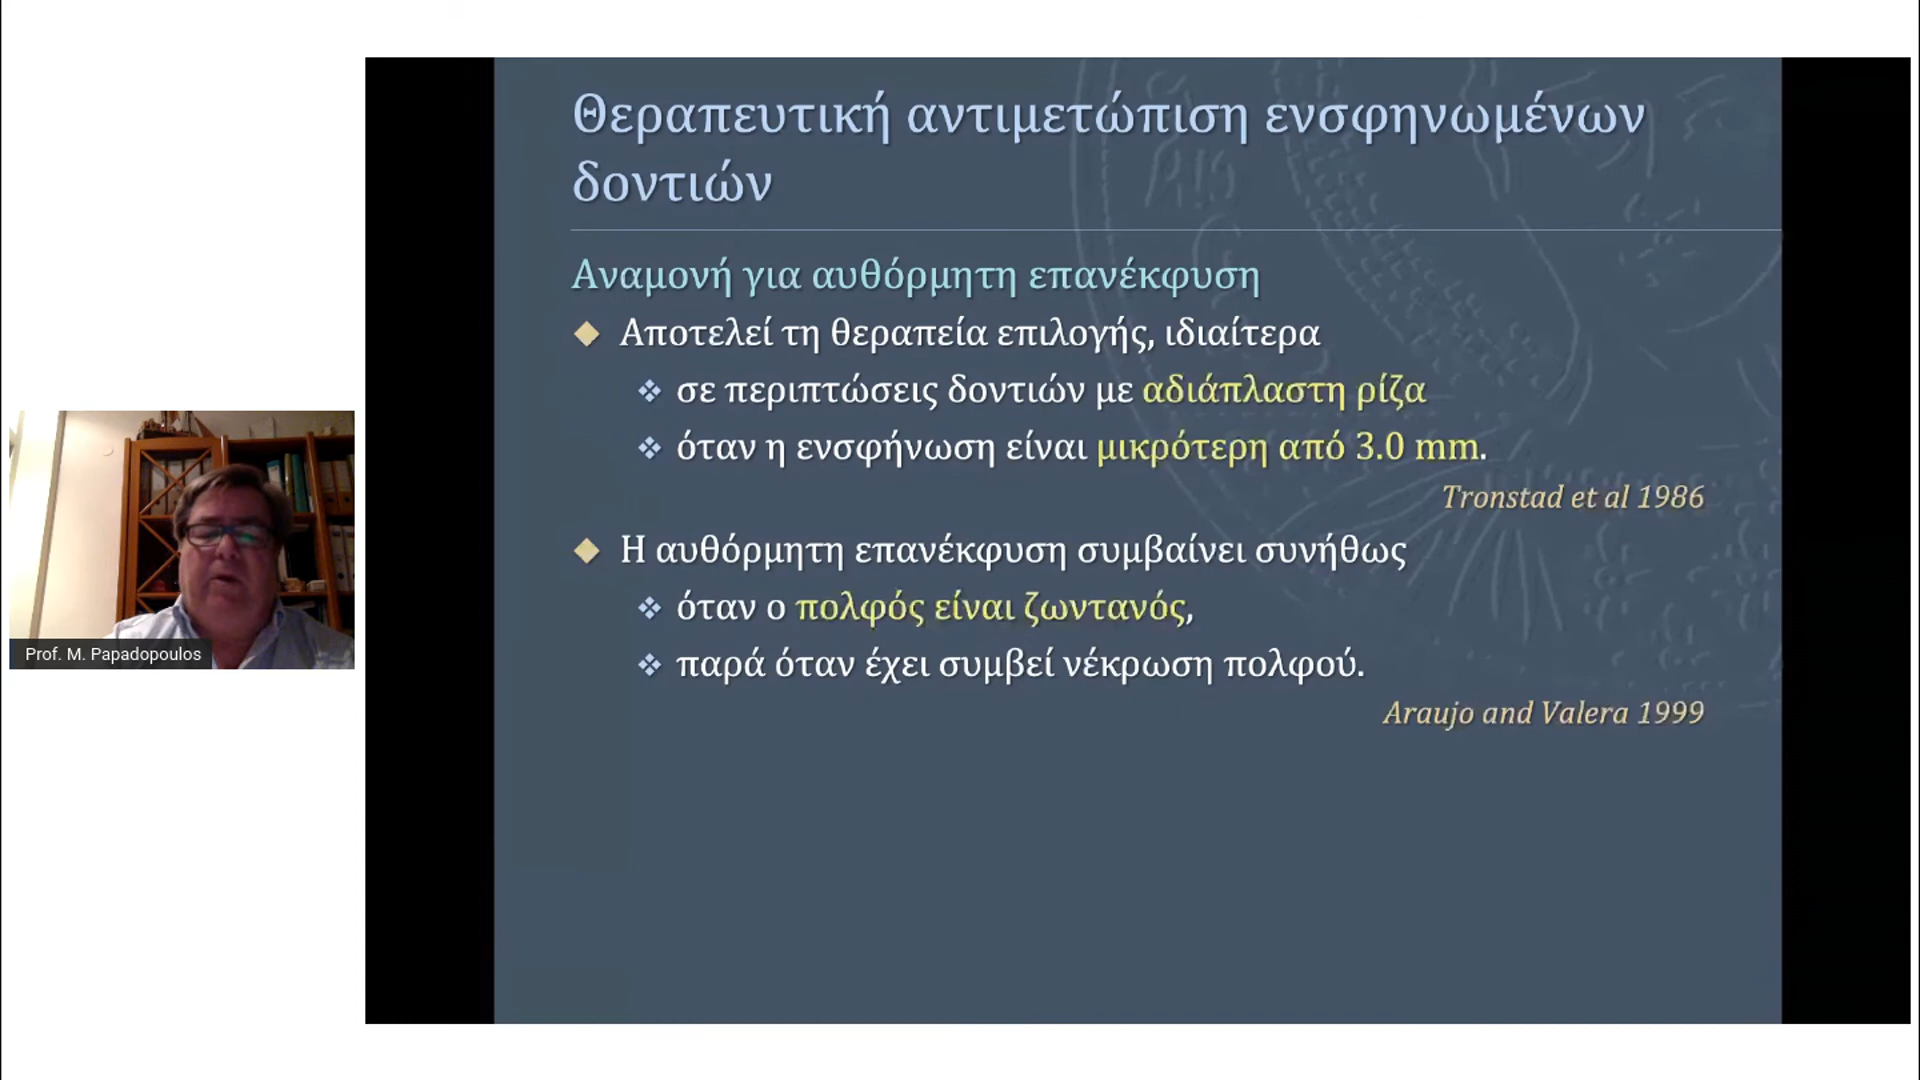 Θεραπευτική αντιμετώπιση ενσφηνωμένων
δοντιών
Αναμονή για αυθόρμητη επανέκφυση
Αποτελεί τη θεραπεία επιλογής, ιδιαίτερα
σε περιπτώσεις δοντιών με αδιάπλαστη ρίζα
όταν η ενσφήνωση είναι μικρότερη από 3.0 mm.
Tronstad et al 1986
Η αυθόρμητη επανέκφυση συμβαίνει συνήθως
όταν ο πολφός είναι ζωντανός,
παρά όταν έχει συμβεί νέκρωση πολφού.
Araujo and Valera 1999
Prof. M. Papadopoulos